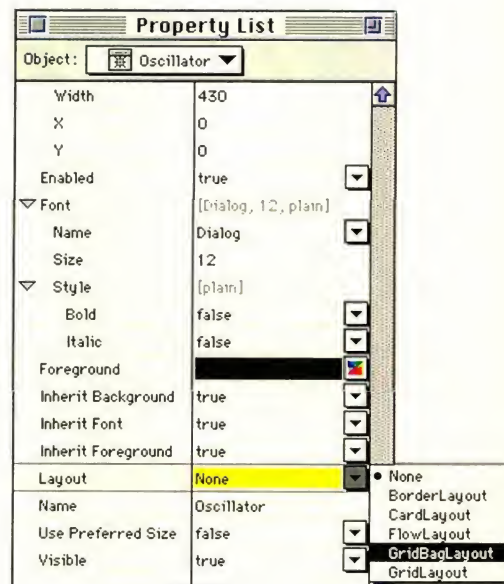 Property List
Object: Oscillator
Width 430
X 0
Y 0
Enabled true
Font [Dialog, 12, plain]
Name Dialog
Size 12
Style [plain]
Bold false
Italic false
Foreground
Inherit Background true
Inherit Font true
Inherit Foreground true
Layout None
Name Oscillator
Use Preferred Size false
Visible true
• None
BorderLayout
CardLayout
FlowLayout
GridBagLayout
GridLayout